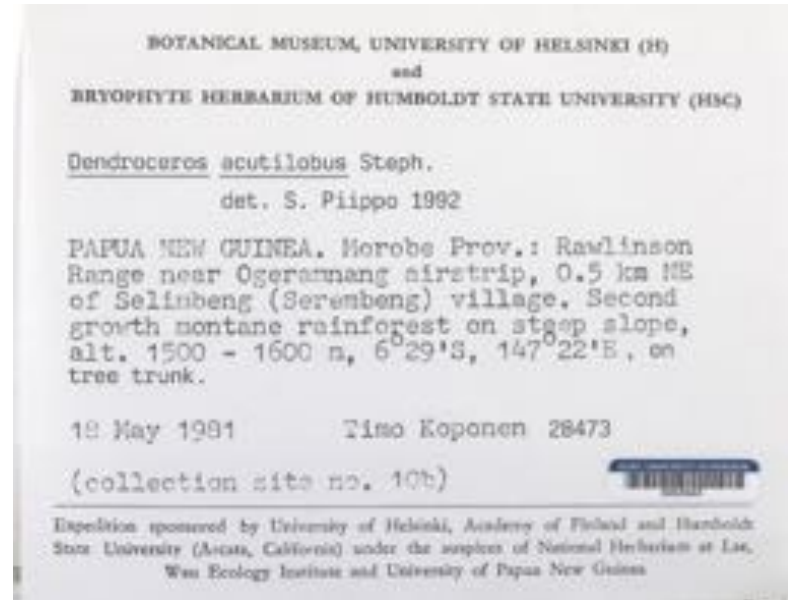 BOTANICAL MUSEUM, UNIVERSITY OF HELSINKI (H)
and
BRYOPHYTE HERBARIUM OF HUMBOLDT STATE UNIVERSITY (HSC)
Dendroceros acutilobus Steph.
det. S. Piippo 1992
PAPUA NEW GUINEA. Morobe Prov.: Rawlinson
Range near Ogerannang airstrip, 0.5 km NE
of Selimbeng (Serembeng) village. Second
growth montane rainforest on steep slope,
alt. 1500 - 1600 m, 6°29'S, 147°22'E, on
tree trunk.
18 May 1981 Timo Koponen 28473
(collection site no. 10b)
Expedition sponsored by University of Helsinki, Academy of Finland and Humboldt
State University (Arcata, California) under the auspices of National Herbarium at Lae,
Wau Ecology Institute and University of Papua New Guinea